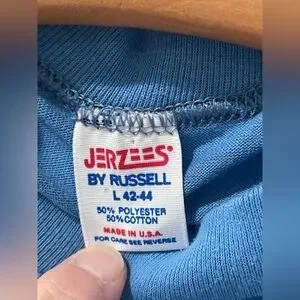 JERZEES®
BY RUSSELL
L 42-44
50% POLYESTER
50% COTTON
MADE IN U.S.A.
FOR CARE SEE REVERSE